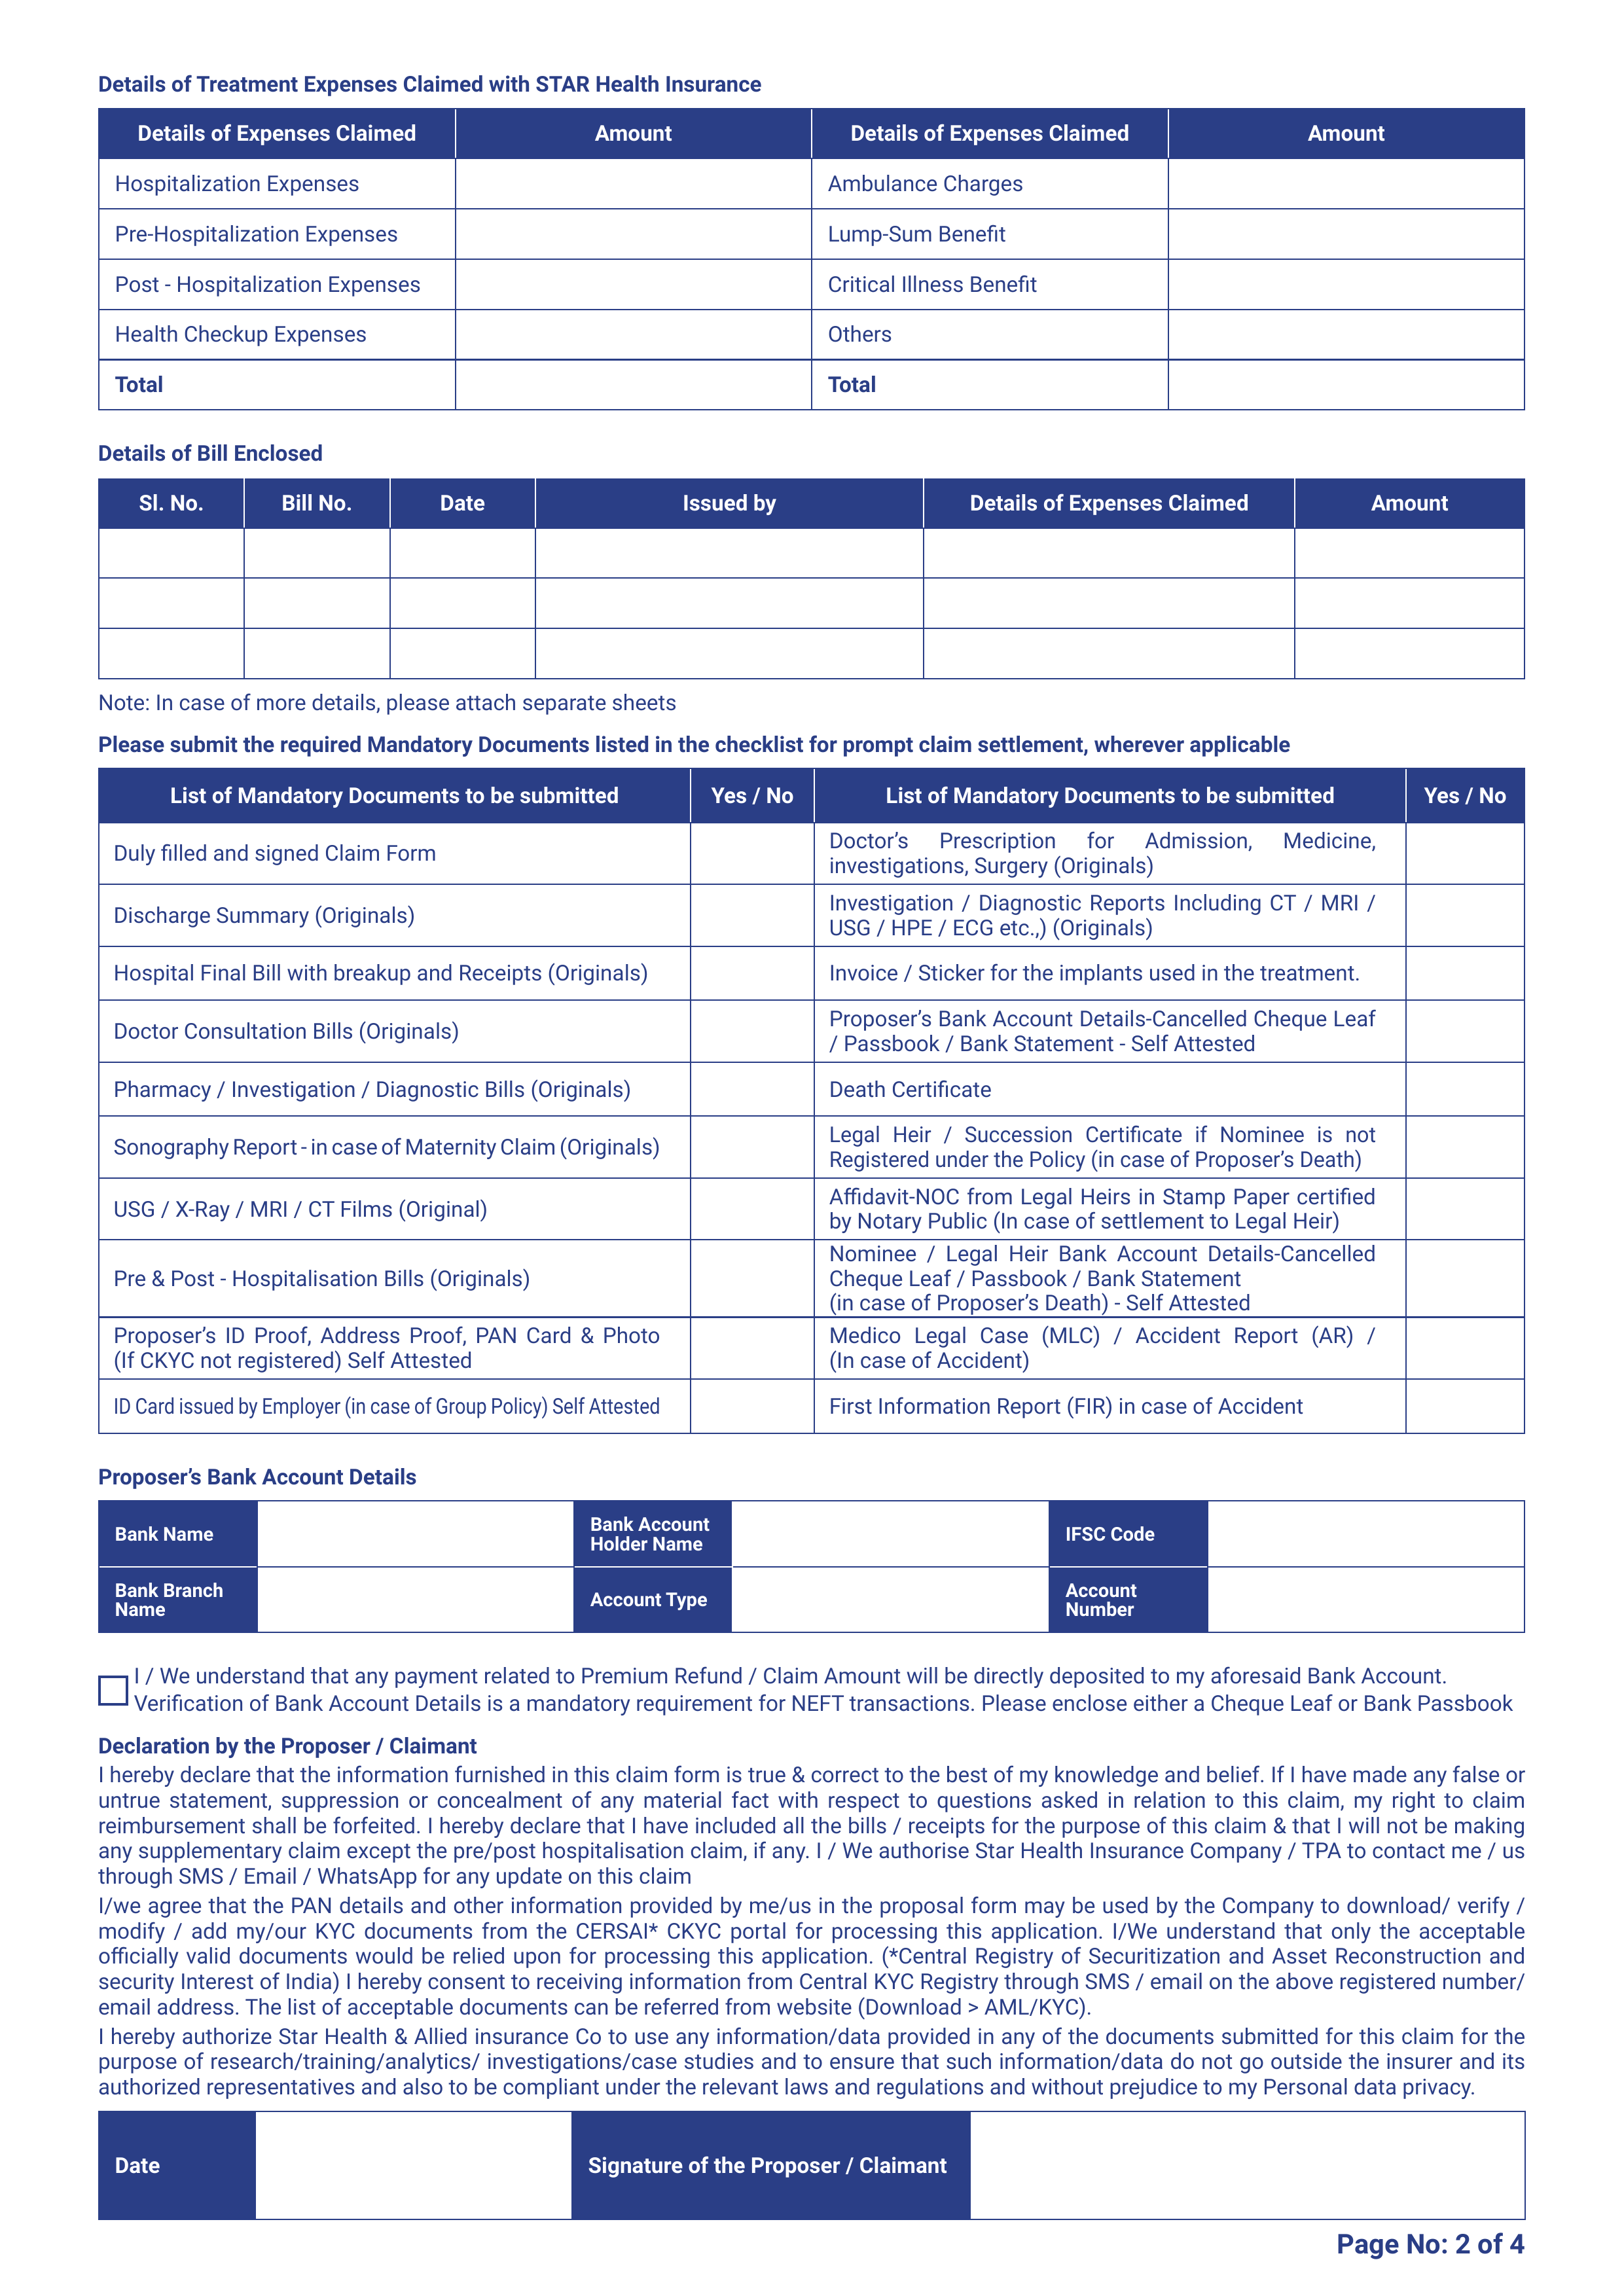 Details of Treatment Expenses Claimed with STAR Health Insurance
Details of Expenses Claimed Amount Details of Expenses Claimed Amount
Hospitalization Expenses Ambulance Charges
Pre-Hospitalization Expenses Lump-Sum Benefit
Post - Hospitalization Expenses Critical Illness Benefit
Health Checkup Expenses Others
Total Total
Details of Bill Enclosed
Sl. No. Bill No. Date Issued by Details of Expenses Claimed Amount
Note: In case of more details, please attach separate sheets
Please submit the required Mandatory Documents listed in the checklist for prompt claim settlement, wherever applicable
List of Mandatory Documents to be submitted Yes / No List of Mandatory Documents to be submitted Yes / No
Duly filled and signed Claim Form
Doctor's Prescription for Admission, Medicine,
investigations, Surgery (Originals)
Discharge Summary (Originals)
Investigation / Diagnostic Reports Including CT / MRI /
USG / HPE / ECG etc.,) (Originals)
Hospital Final Bill with breakup and Receipts (Originals)
Invoice / Sticker for the implants used in the treatment.
Doctor Consultation Bills (Originals)
Proposer's Bank Account Details-Cancelled Cheque Leaf
/ Passbook / Bank Statement - Self Attested
Pharmacy / Investigation / Diagnostic Bills (Originals)
Death Certificate
Sonography Report - in case of Maternity Claim (Originals)
Legal Heir / Succession Certificate if Nominee is not
Registered under the Policy (in case of Proposer's Death)
USG / X-Ray / MRI / CT Films (Original)
Affidavit-NOC from Legal Heirs in Stamp Paper certified
by Notary Public (In case of settlement to Legal Heir)
Pre & Post - Hospitalisation Bills (Originals)
Nominee / Legal Heir Bank Account Details-Cancelled
Cheque Leaf / Passbook / Bank Statement
(in case of Proposer's Death) - Self Attested
Proposer's ID Proof, Address Proof, PAN Card & Photo
(If CKYC not registered) Self Attested
Medico Legal Case (MLC) / Accident Report (AR) /
(In case of Accident)
ID Card issued by Employer (in case of Group Policy) Self Attested
First Information Report (FIR) in case of Accident
Proposer's Bank Account Details
Bank Name
Bank Account
Holder Name
IFSC Code
Bank Branch
Name
Account Type
Account
Number
I / We understand that any payment related to Premium Refund / Claim Amount will be directly deposited to my aforesaid Bank Account.
Verification of Bank Account Details is a mandatory requirement for NEFT transactions. Please enclose either a Cheque Leaf or Bank Passbook
Declaration by the Proposer / Claimant
I hereby declare that the information furnished in this claim form is true & correct to the best of my knowledge and belief. If I have made any false or
untrue statement, suppression or concealment of any material fact with respect to questions asked in relation to this claim, my right to claim
reimbursement shall be forfeited. I hereby declare that I have included all the bills / receipts for the purpose of this claim & that I will not be making
any supplementary claim except the pre/post hospitalisation claim, if any. I / We authorise Star Health Insurance Company / TPA to contact me / us
through SMS / Email / WhatsApp for any update on this claim
I/we agree that the PAN details and other information provided by me/us in the proposal form may be used by the Company to download/ verify /
modify / add my/our KYC documents from the CERSAI* CKYC portal for processing this application. I/We understand that only the acceptable
officially valid documents would be relied upon for processing this application. (*Central Registry of Securitization and Asset Reconstruction and
security Interest of India) I hereby consent to receiving information from Central KYC Registry through SMS / email on the above registered number/
email address. The list of acceptable documents can be referred from website (Download > AML/KYC).
I hereby authorize Star Health & Allied insurance Co to use any information/data provided in any of the documents submitted for this claim for the
purpose of research/training/analytics/ investigations/case studies and to ensure that such information/data do not go outside the insurer and its
authorized representatives and also to be compliant under the relevant laws and regulations and without prejudice to my Personal data privacy.
Date Signature of the Proposer / Claimant
Page No: 2 of 4